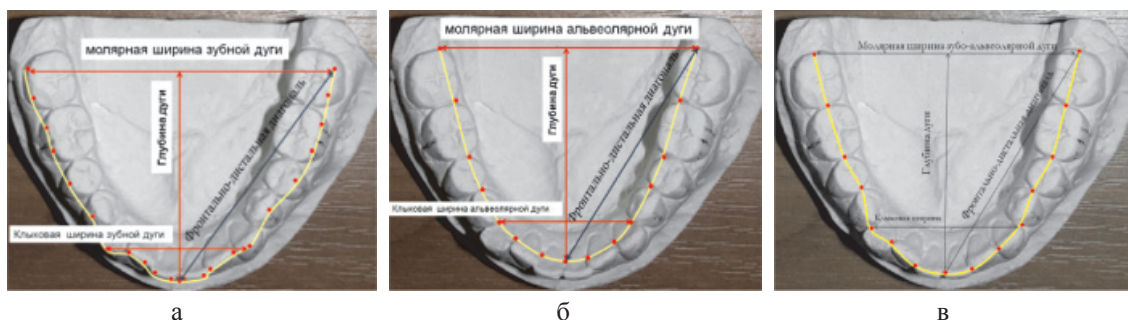 молярная ширина зубной дуги
Глубина дуги
Фронтально-дистальная диагональ
Клыковая ширина зубной дуги
а
молярная ширина альвеолярной дуги
Глубина дуги
Фронтально-дистальная диагональ
Клыковая ширина альвеолярной дуги
б
Молярная ширина зубо-альвеолярной дуги
Глубина дуги
Фронтально-дистальная диагональ
Клыковая ширина
в